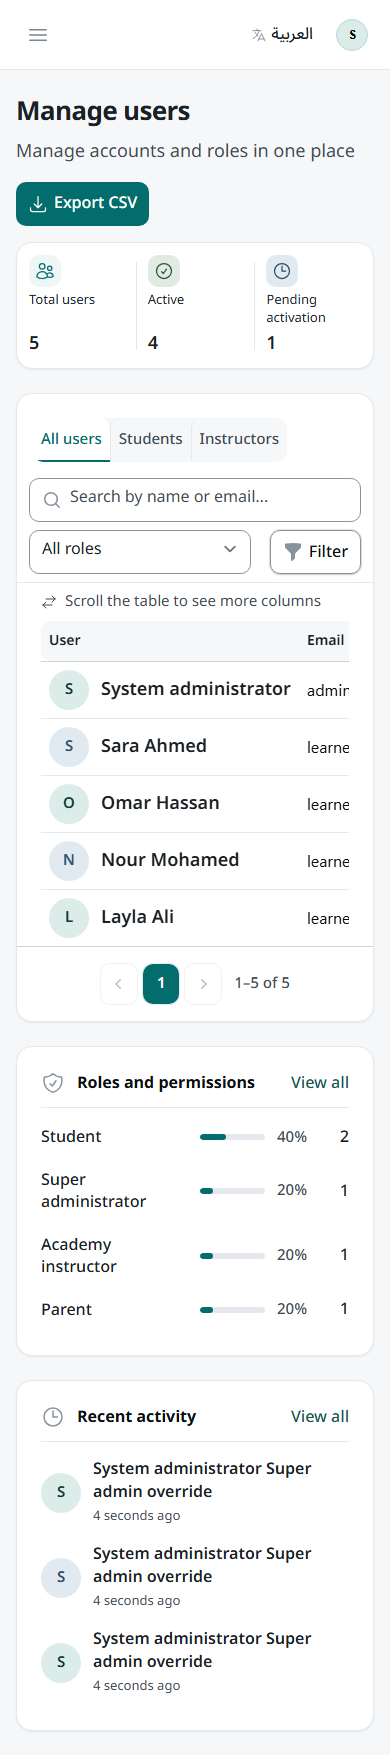 العربية
S
Manage users
Manage accounts and roles in one place
Export CSV
Total users
5
Active
4
Pending
activation
1
All users
Students
Instructors
Search by name or email...
All roles
Filter
Scroll the table to see more columns
User
Email
S
System administrator
admin
S
Sara Ahmed
learne
O
Omar Hassan
learne
N
Nour Mohamed
learne
L
Layla Ali
learne
1
1–5 of 5
Roles and permissions
View all
Student
40%
2
Super
administrator
20%
1
Academy
instructor
20%
1
Parent
20%
1
Recent activity
View all
S
System administrator Super
admin override
4 seconds ago
S
System administrator Super
admin override
4 seconds ago
S
System administrator Super
admin override
4 seconds ago